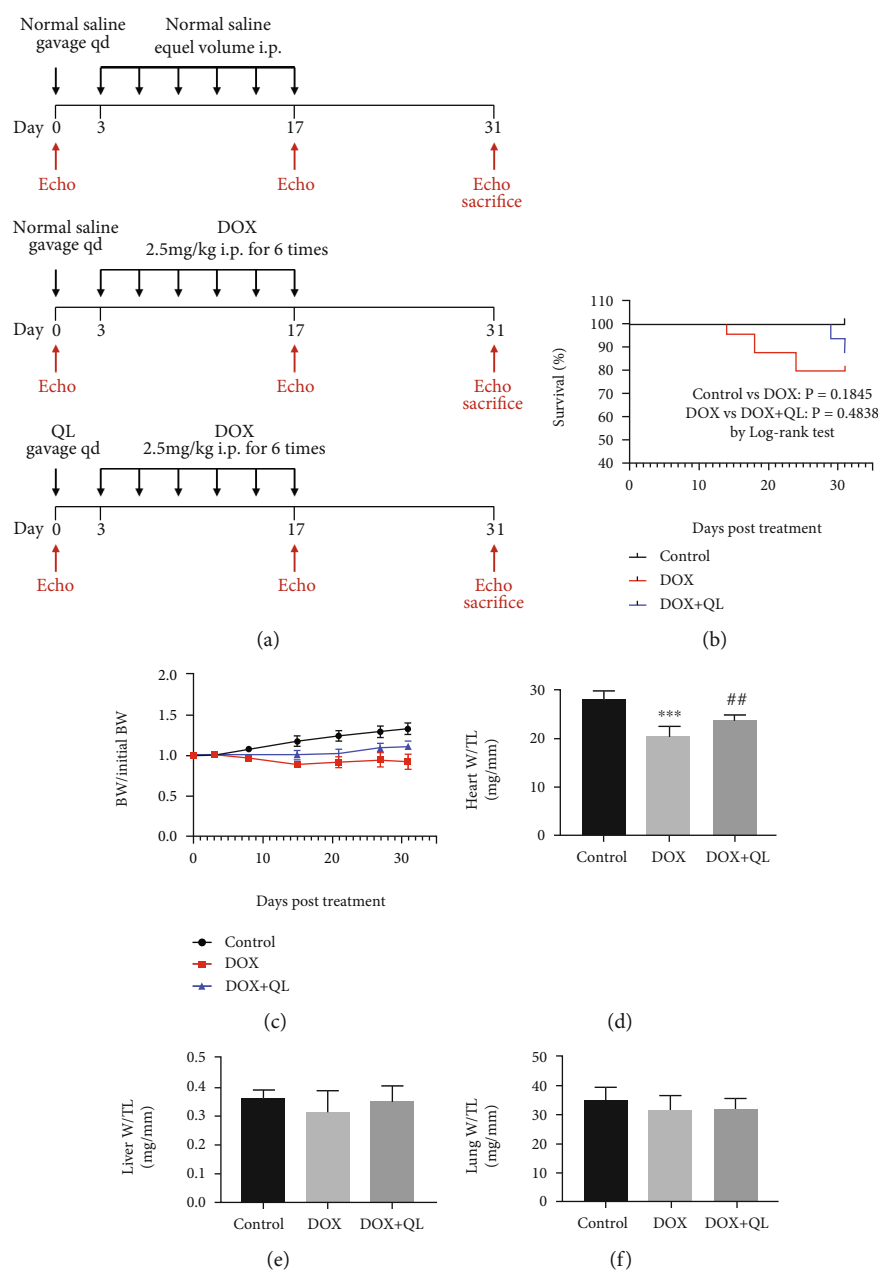 Normal saline
gavage qd
Normal saline
equel volume i.p.
Day 0 3 17 31
Echo Echo Echo
sacrifice
Normal saline
gavage qd
DOX
2.5mg/kg i.p. for 6 times
Day 0 3 17 31
Echo Echo Echo
sacrifice
QL
gavage qd
DOX
2.5mg/kg i.p. for 6 times
Day 0 3 17 31
Echo Echo Echo
sacrifice
(a)
Survival (%)
110
100
90
80
70
60
50
40
Control vs DOX: P = 0.1845
DOX vs DOX+QL: P = 0.4838
by Log-rank test
0 10 20 30
Days post treatment
Control
DOX
DOX+QL
(b)
BW/initial BW
2.0
1.5
1.0
0.5
0.0
0 10 20 30
Days post treatment
Control
DOX
DOX+QL
(c)
Heart W/TL
(mg/mm)
30
20
10
0
***
##
Control DOX DOX+QL
(d)
Liver W/TL
(mg/mm)
0.5
0.4
0.3
0.2
0.1
0.0
Control DOX DOX+QL
(e)
Lung W/TL
(mg/mm)
50
40
30
20
10
0
Control DOX DOX+QL
(f)